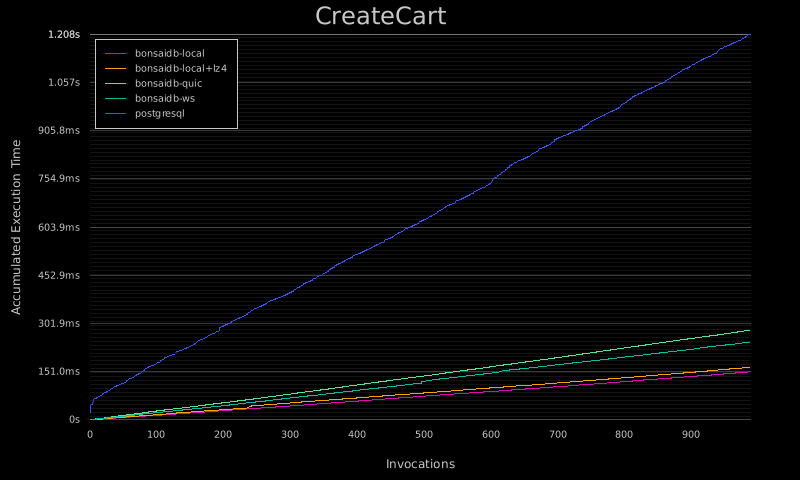 CreateCart
1.208s
1.057s
905.8ms
754.9ms
603.9ms
452.9ms
301.9ms
151.0ms
0s
Accumulated Execution Time
bonsaidb-local
bonsaidb-local+lz4
bonsaidb-quic
bonsaidb-ws
postgresql
0 100 200 300 400 500 600 700 800 900
Invocations